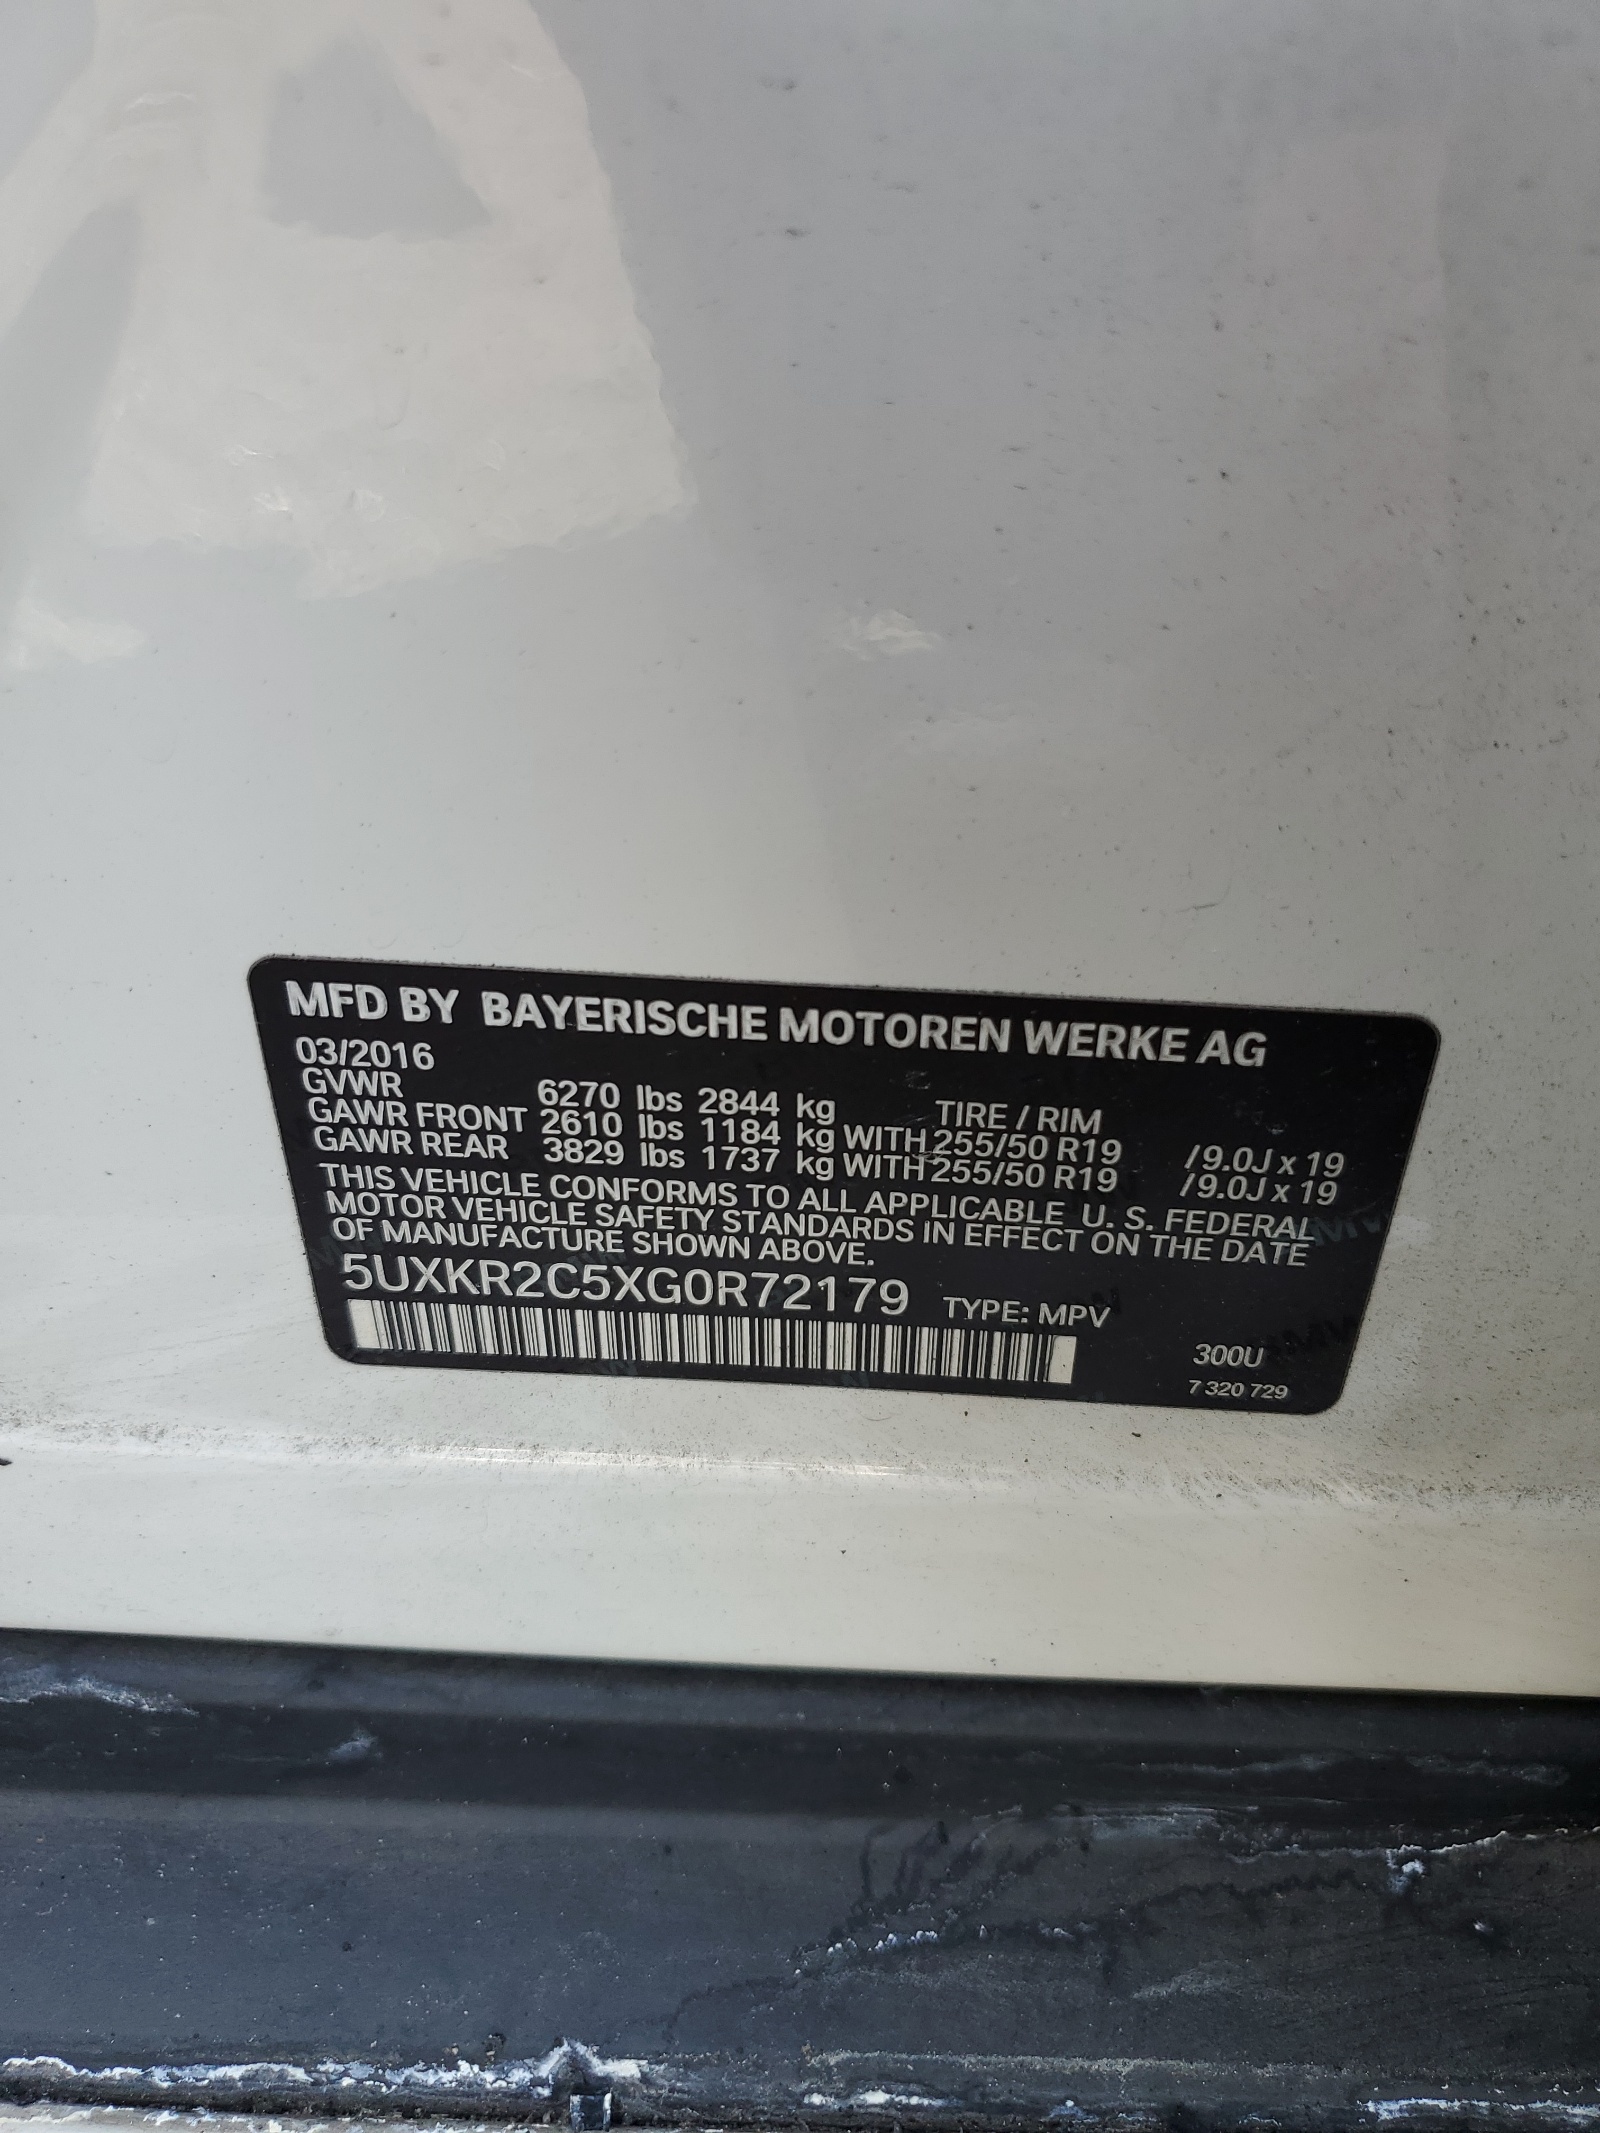 MFD BY BAYERISCHE MOTOREN WERKE AG
03/2016
GVWR 6270 lbs 2844 kg TIRE / RIM
GAWR FRONT 2610 lbs 1184 kg WITH 255/50 R19 /9.0J x 19
GAWR REAR 3829 lbs 1737 kg WITH 255/50 R19 /9.0J x 19
THIS VEHICLE CONFORMS TO ALL APPLICABLE U. S. FEDERAL
MOTOR VEHICLE SAFETY STANDARDS IN EFFECT ON THE DATE
OF MANUFACTURE SHOWN ABOVE.
5UXKR2C5XG0R72179 TYPE: MPV
300U
7 320 729